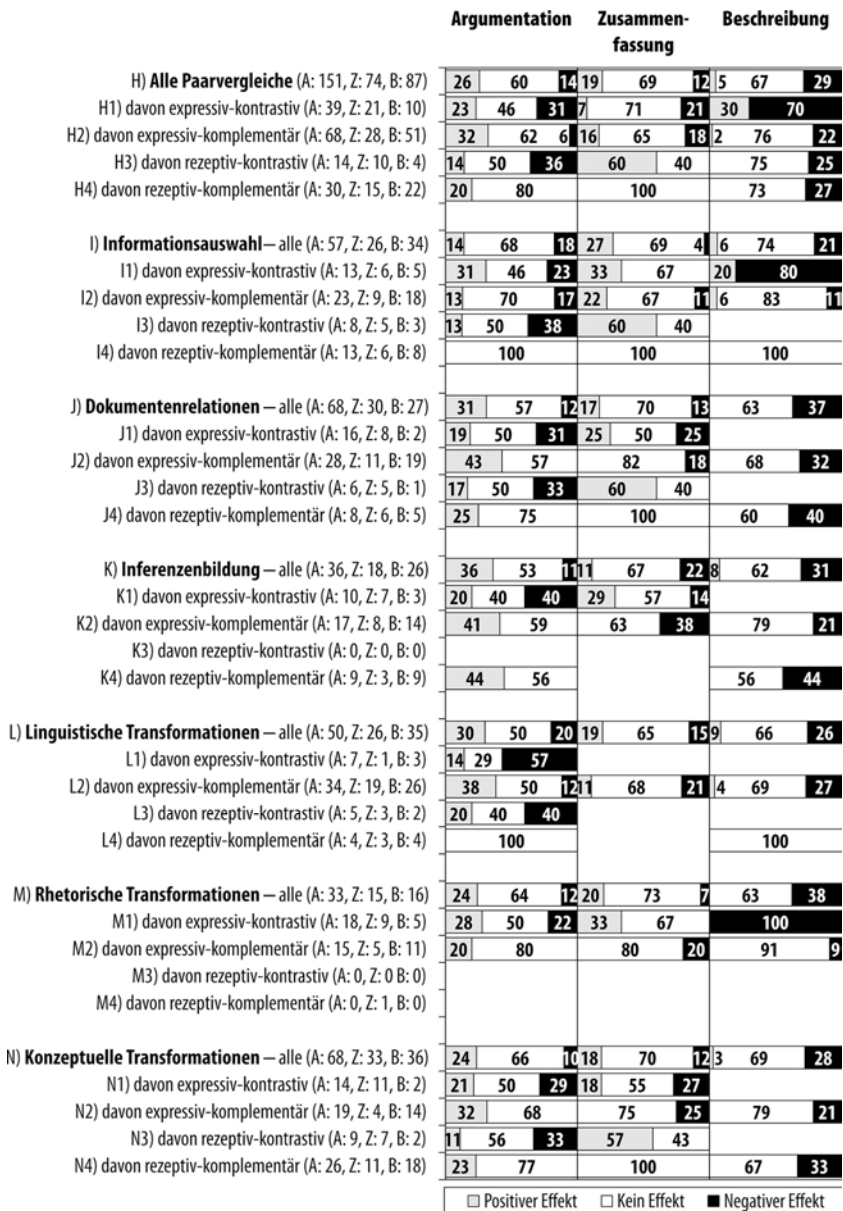 Argumentation Zusammen- Beschreibung
fassung
H) Alle Paarvergleiche (A: 151, Z: 74, B: 87) 26 60 14 19 69 12 5 67 29
H1) davon expressiv-kontrastiv (A: 39, Z: 21, B: 10) 23 46 31 7 71 21 30 70
H2) davon expressiv-komplementär (A: 68, Z: 28, B: 51) 32 62 6 16 65 18 2 76 22
H3) davon rezeptiv-kontrastiv (A: 14, Z: 10, B: 4) 14 50 36 60 40 75 25
H4) davon rezeptiv-komplementär (A: 30, Z: 15, B: 22) 20 80 100 73 27
I) Informationsauswahl – alle (A: 57, Z: 26, B: 34) 14 68 18 27 69 4 6 74 21
I1) davon expressiv-kontrastiv (A: 13, Z: 6, B: 5) 31 46 23 33 67 20 80
I2) davon expressiv-komplementär (A: 23, Z: 9, B: 18) 13 70 17 22 67 11 6 83 11
I3) davon rezeptiv-kontrastiv (A: 8, Z: 5, B: 3) 13 50 38 60 40
I4) davon rezeptiv-komplementär (A: 13, Z: 6, B: 8) 100 100 100
J) Dokumentenrelationen – alle (A: 68, Z: 30, B: 27) 31 57 12 17 70 13 63 37
J1) davon expressiv-kontrastiv (A: 16, Z: 8, B: 2) 19 50 31 25 50 25
J2) davon expressiv-komplementär (A: 28, Z: 11, B: 19) 43 57 82 18 68 32
J3) davon rezeptiv-kontrastiv (A: 6, Z: 5, B: 1) 17 50 33 60 40
J4) davon rezeptiv-komplementär (A: 8, Z: 6, B: 5) 25 75 100 60 40
K) Inferenzenbildung – alle (A: 36, Z: 18, B: 26) 36 53 11 11 67 22 8 62 31
K1) davon expressiv-kontrastiv (A: 10, Z: 7, B: 3) 20 40 40 29 57 14
K2) davon expressiv-komplementär (A: 17, Z: 8, B: 14) 41 59 63 38 79 21
K3) davon rezeptiv-kontrastiv (A: 0, Z: 0, B: 0)
K4) davon rezeptiv-komplementär (A: 9, Z: 3, B: 9) 44 56 56 44
L) Linguistische Transformationen – alle (A: 50, Z: 26, B: 35) 30 50 20 19 65 15 9 66 26
L1) davon expressiv-kontrastiv (A: 7, Z: 1, B: 3) 14 29 57
L2) davon expressiv-komplementär (A: 34, Z: 19, B: 26) 38 50 12 11 68 21 4 69 27
L3) davon rezeptiv-kontrastiv (A: 5, Z: 3, B: 2) 20 40 40
L4) davon rezeptiv-komplementär (A: 4, Z: 3, B: 4) 100 100
M) Rhetorische Transformationen – alle (A: 33, Z: 15, B: 16) 24 64 12 20 73 7 63 38
M1) davon expressiv-kontrastiv (A: 18, Z: 9, B: 5) 28 50 22 33 67 100
M2) davon expressiv-komplementär (A: 15, Z: 5, B: 11) 20 80 80 20 91 9
M3) davon rezeptiv-kontrastiv (A: 0, Z: 0 B: 0)
M4) davon rezeptiv-komplementär (A: 0, Z: 1, B: 0)
N) Konzeptuelle Transformationen – alle (A: 68, Z: 33, B: 36) 24 66 10 18 70 12 3 69 28
N1) davon expressiv-kontrastiv (A: 14, Z: 11, B: 2) 21 50 29 18 55 27
N2) davon expressiv-komplementär (A: 19, Z: 4, B: 14) 32 68 75 25 79 21
N3) davon rezeptiv-kontrastiv (A: 9, Z: 7, B: 2) 11 56 33 57 43
N4) davon rezeptiv-komplementär (A: 26, Z: 11, B: 18) 23 77 100 67 33
Positiver Effekt Kein Effekt Negativer Effekt